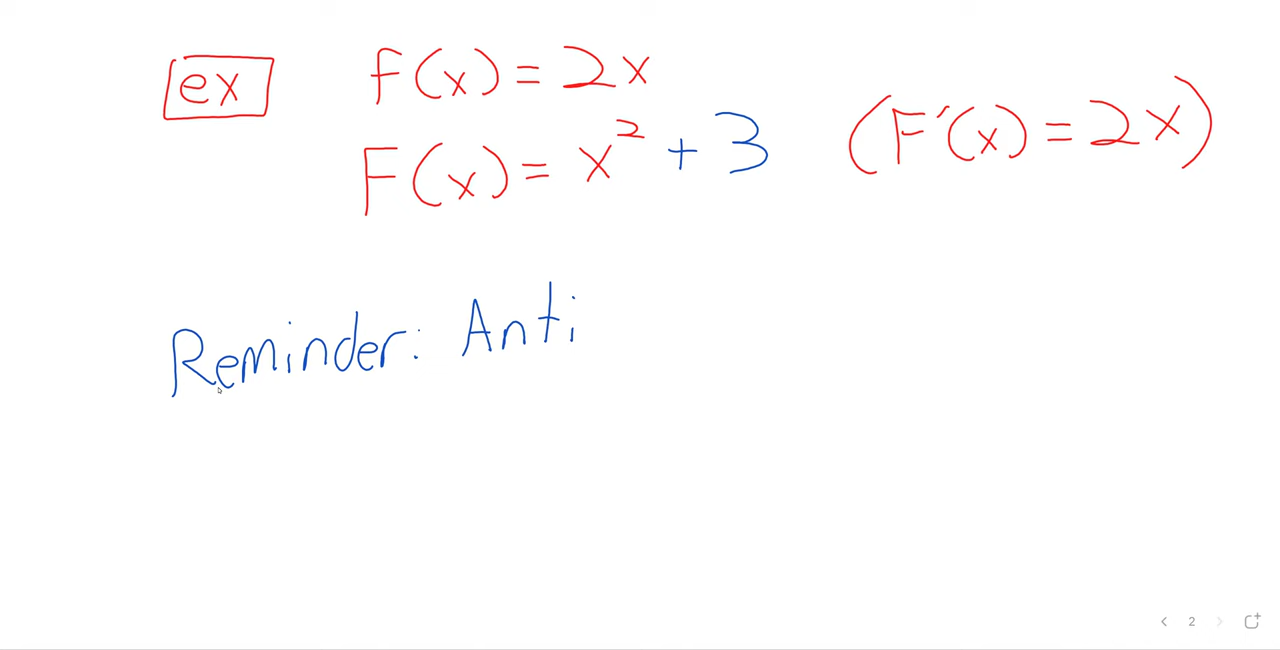 ex f(x) = 2x
F(x) = x² + 3 (F'(x) = 2x)
Reminder: Anti
2